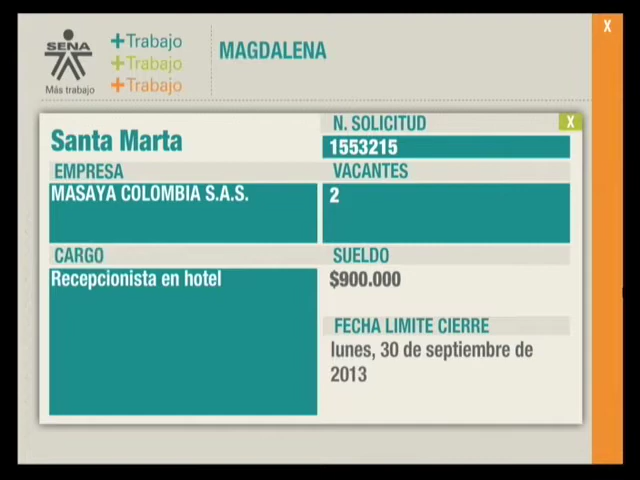 SENA
Más trabajo
+Trabajo
+Trabajo
+Trabajo
MAGDALENA
X
X
Santa Marta
N. SOLICITUD
1553215
EMPRESA
MASAYA COLOMBIA S.A.S.
VACANTES
2
CARGO
Recepcionista en hotel
SUELDO
$900.000
FECHA LIMITE CIERRE
lunes, 30 de septiembre de
2013